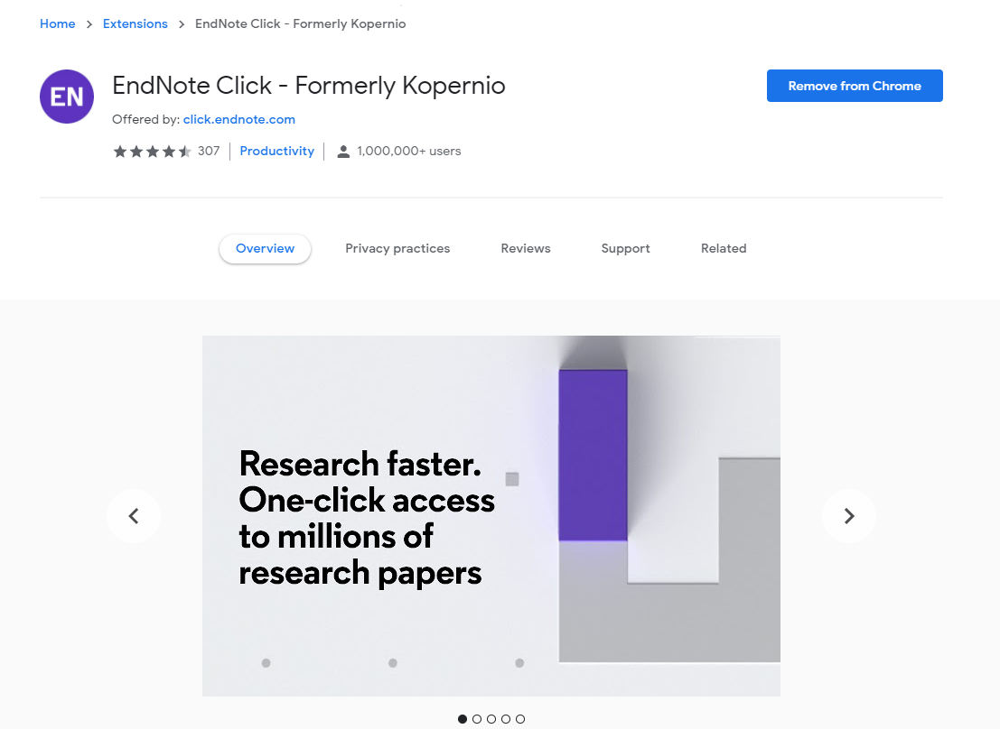 Home > Extensions > EndNote Click - Formerly Kopernio
EN
EndNote Click - Formerly Kopernio
Remove from Chrome
Offered by: click.endnote.com
307 Productivity 1,000,000+ users
Overview Privacy practices Reviews Support Related
Research faster.
One-click access
to millions of
research papers